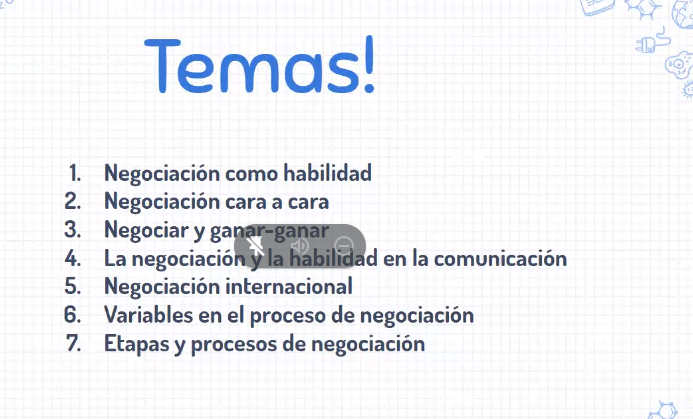 Temas!
1. Negociación como habilidad
2. Negociación cara a cara
3. Negociar y ganar-ganar
4. La negociación y la habilidad en la comunicación
5. Negociación internacional
6. Variables en el proceso de negociación
7. Etapas y procesos de negociación